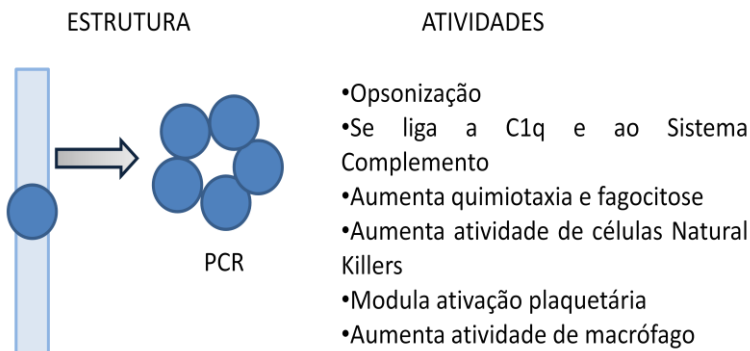 ESTRUTURA
ATIVIDADES
PCR
•Opsonização
•Se liga a C1q e ao Sistema
Complemento
•Aumenta quimiotaxia e fagocitose
•Aumenta atividade de células Natural
Killers
•Modula ativação plaquetária
•Aumenta atividade de macrófago